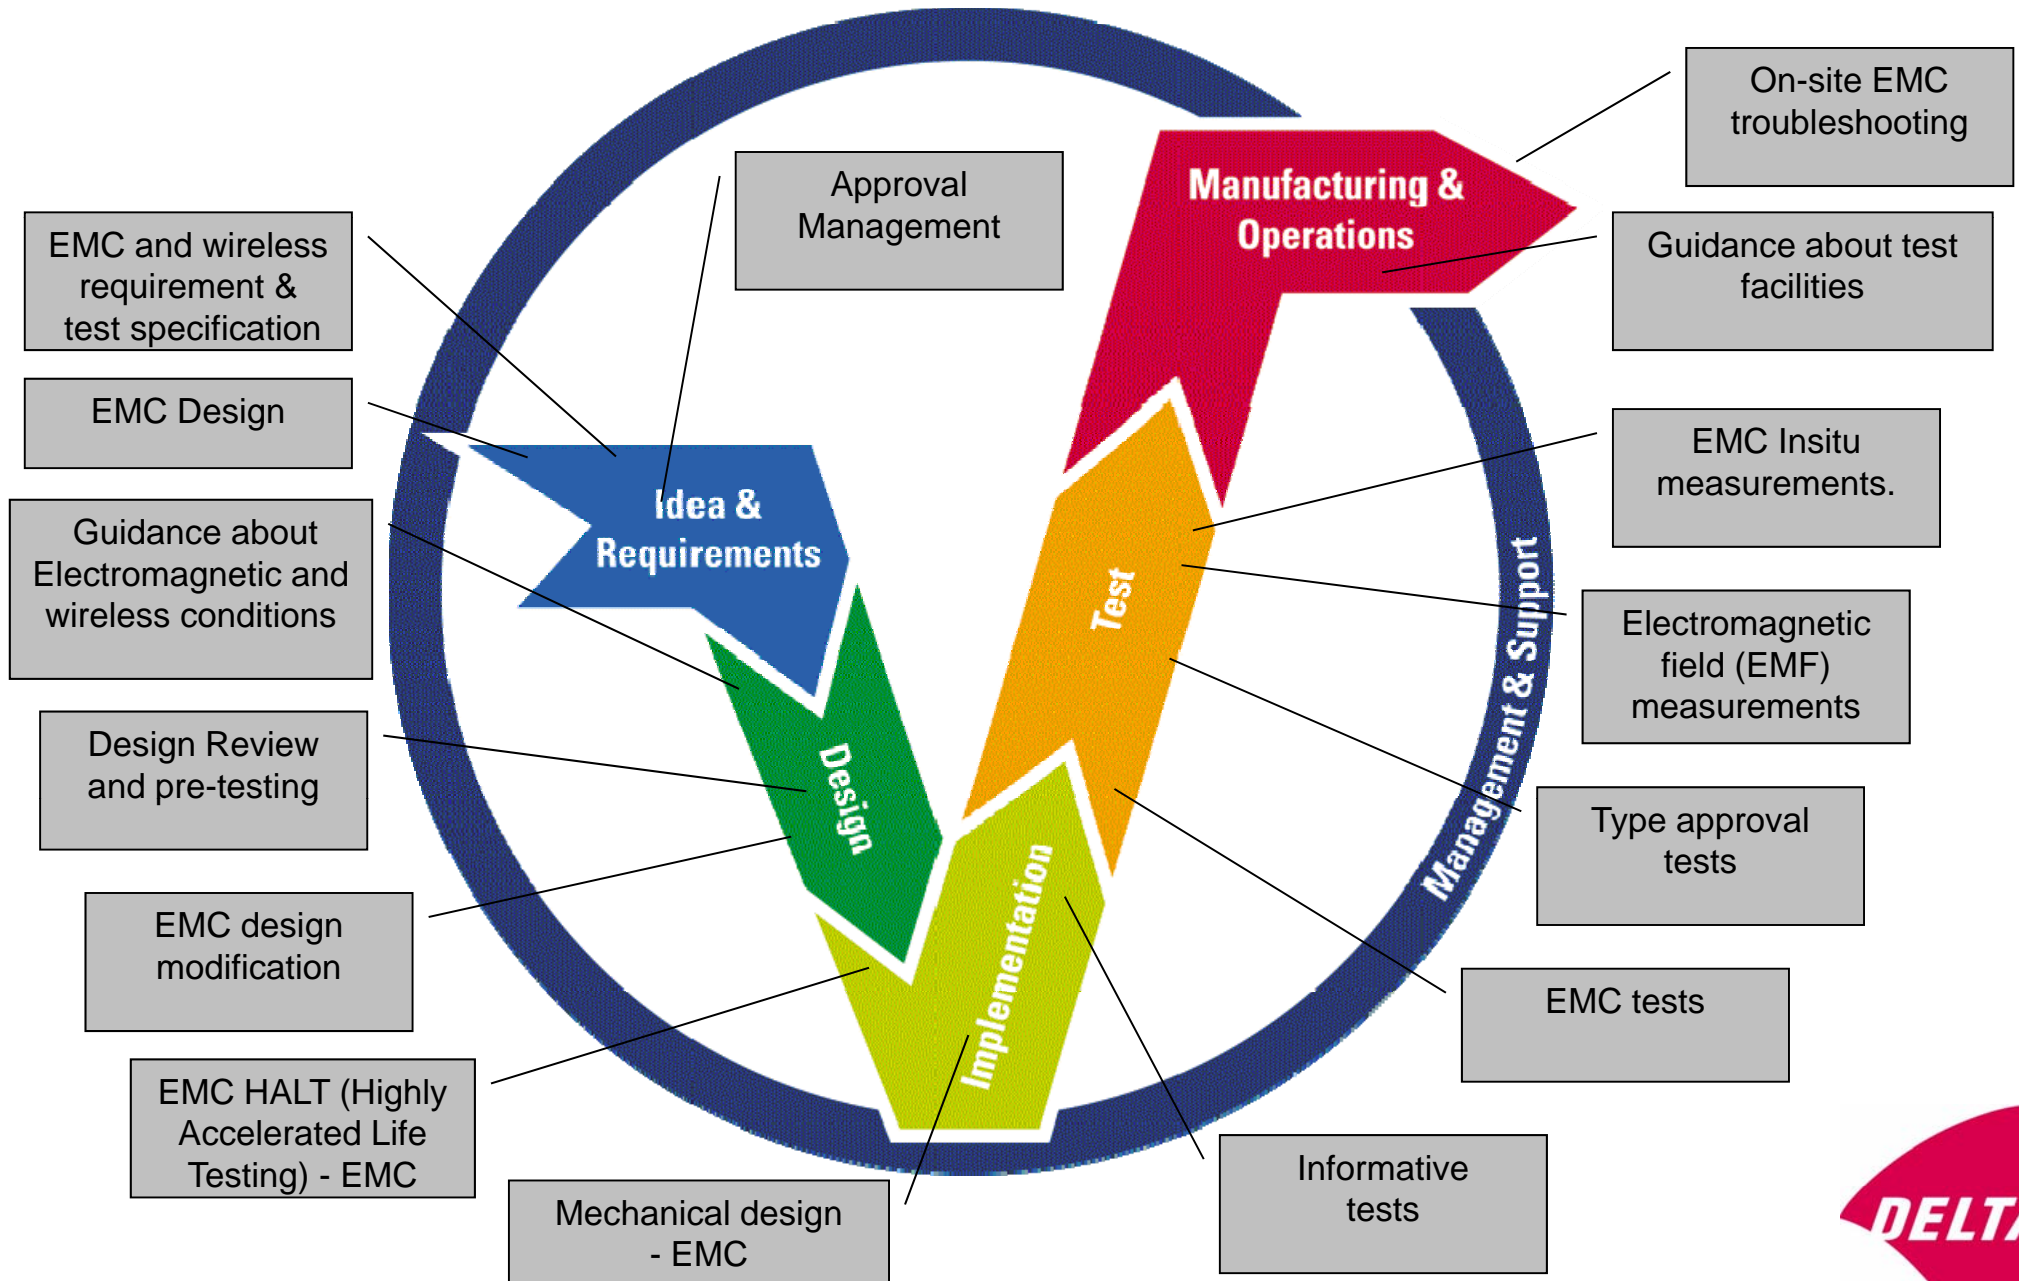 On-site EMC
troubleshooting
Approval
Management
Manufacturing &
Operations
EMC and wireless
requirement &
test specification
Guidance about test
facilities
EMC Design
EMC Insitu
measurements.
Idea &
Requirements
Guidance about
Electromagnetic and
wireless conditions
Test
Electromagnetic
field (EMF)
measurements
Management & Support
Design Review
and pre-testing
Design
Type approval
tests
EMC design
modification
Implementation
EMC tests
EMC HALT (Highly
Accelerated Life
Testing) - EMC
Informative
tests
Mechanical design
- EMC
DELTA